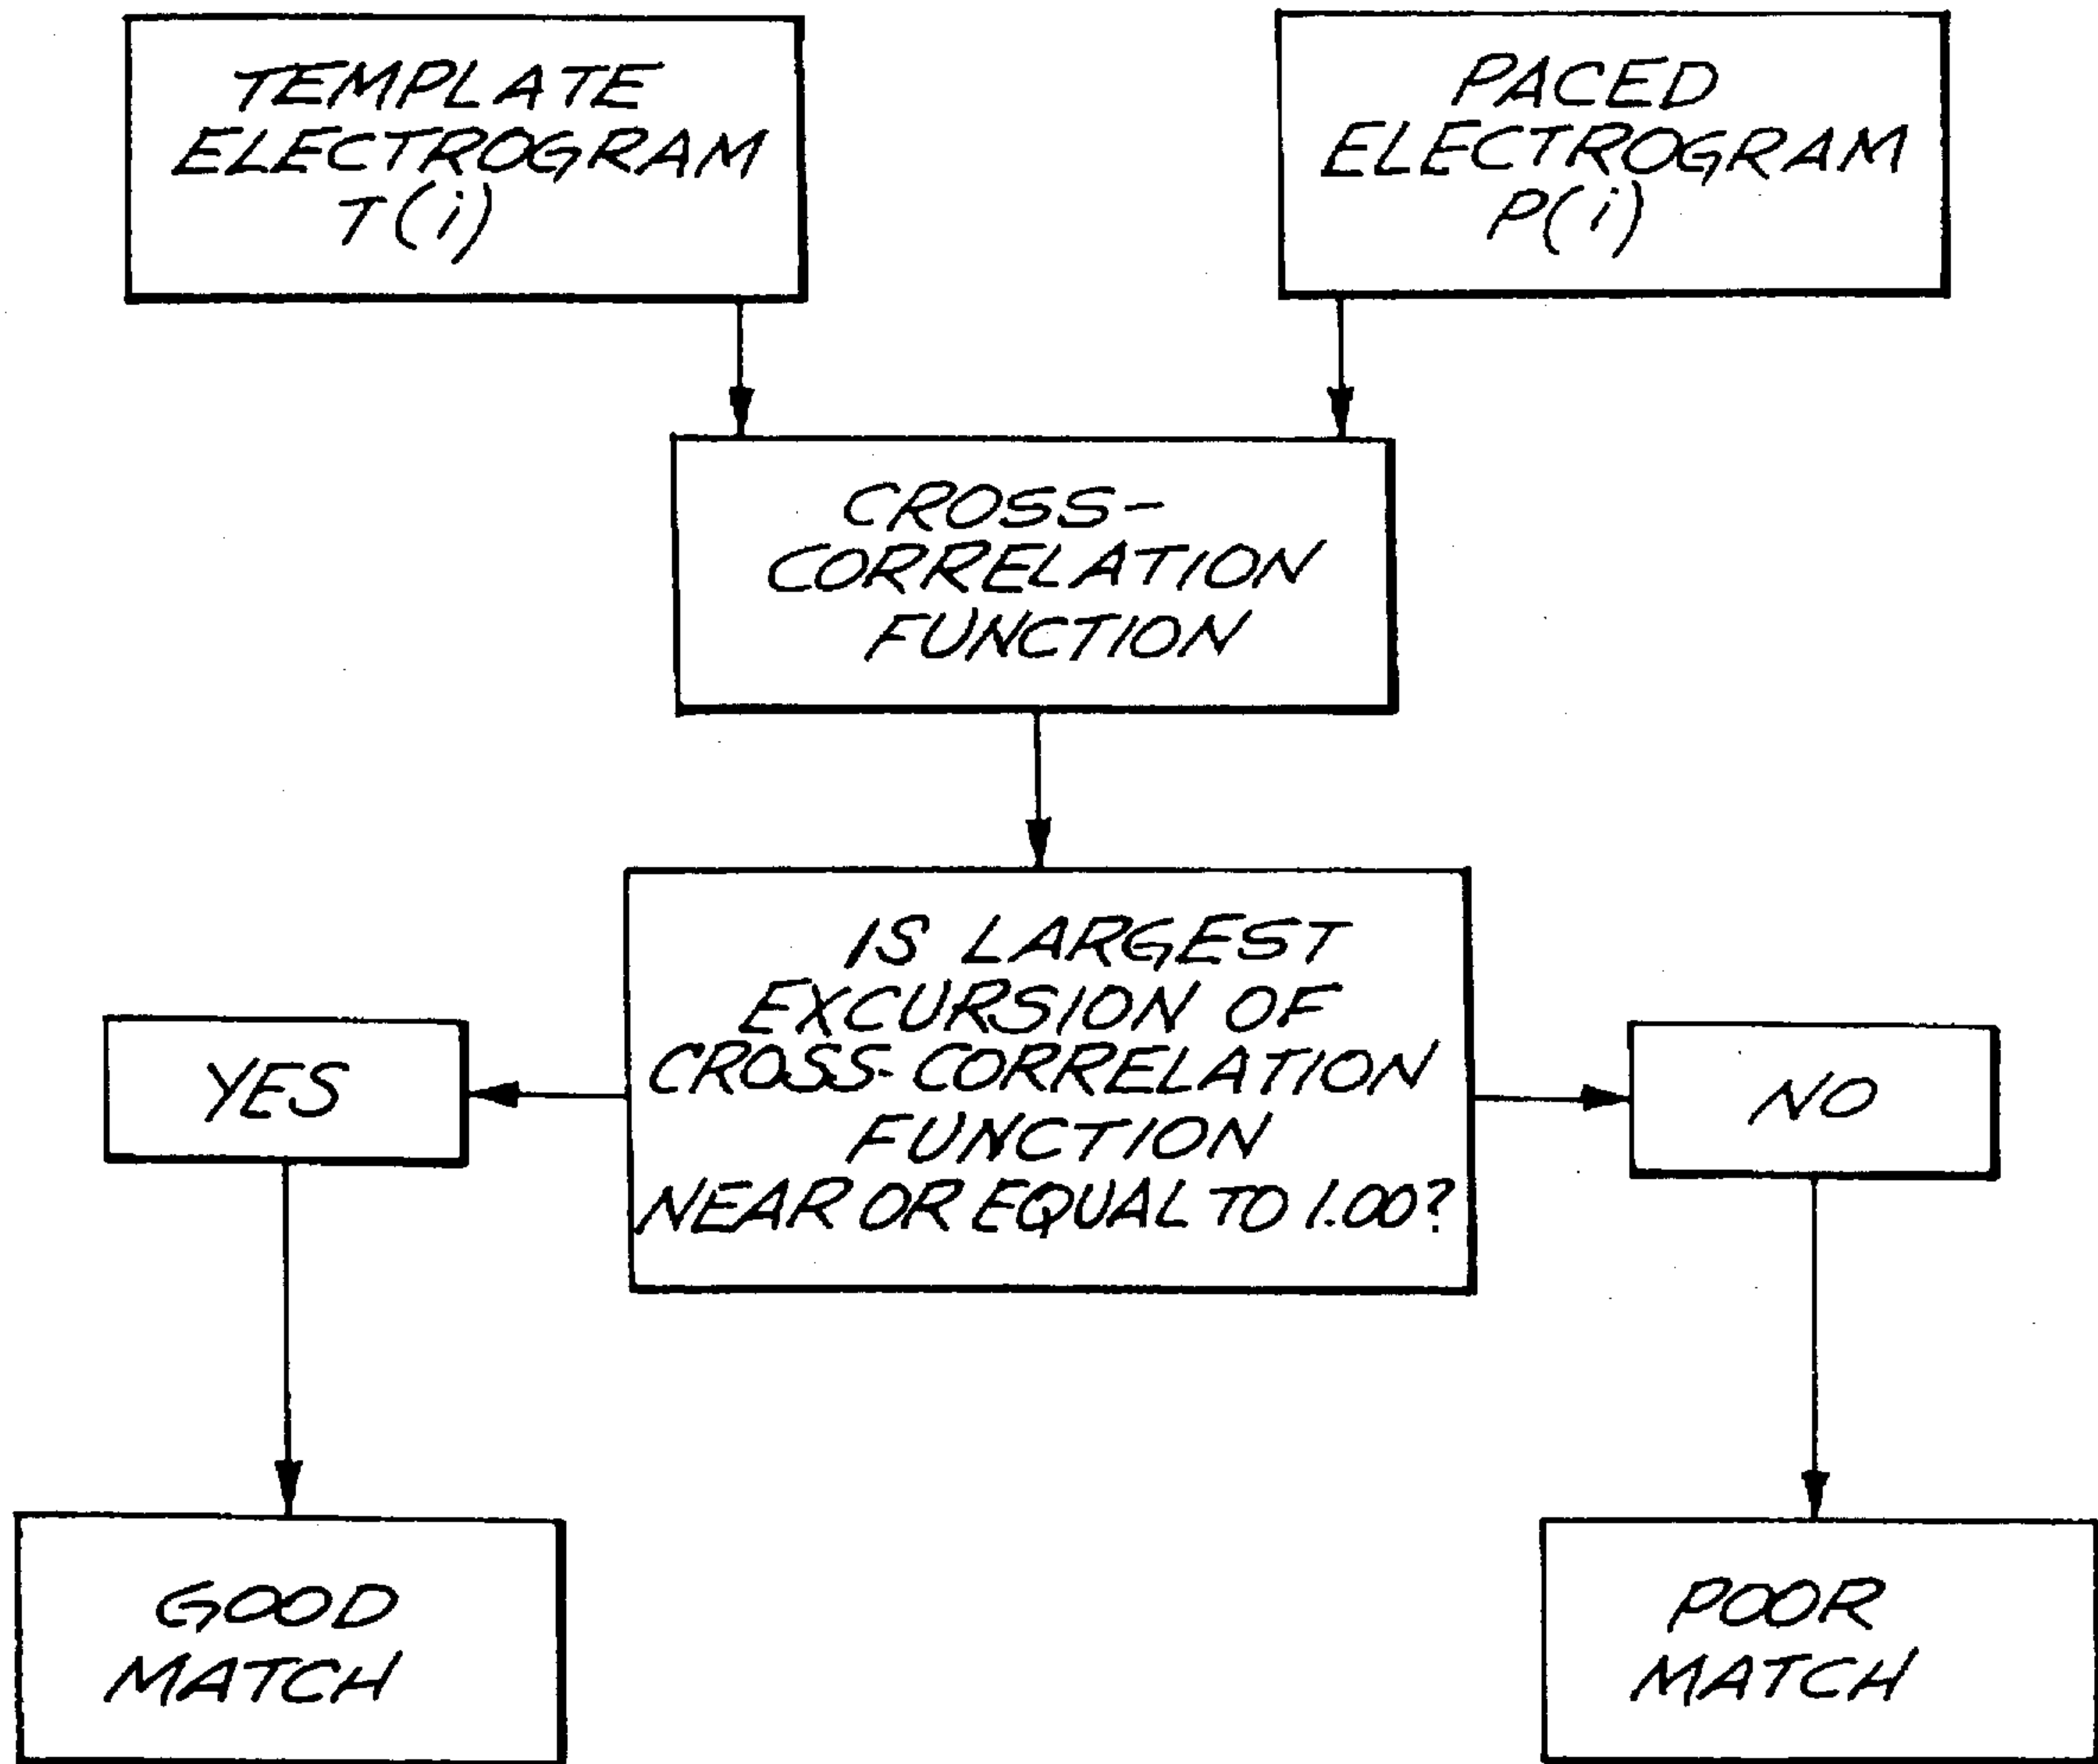 TEMPLATE
ELECTROGRAM
T(i)
PACED
ELECTROGRAM
P(i)
CROSS-
CORRELATION
FUNCTION
IS LARGEST
EXCURSION OF
CROSS-CORRELATION
FUNCTION
NEAR OR EQUAL TO 1.00?
YES
NO
GOOD
MATCH
POOR
MATCH